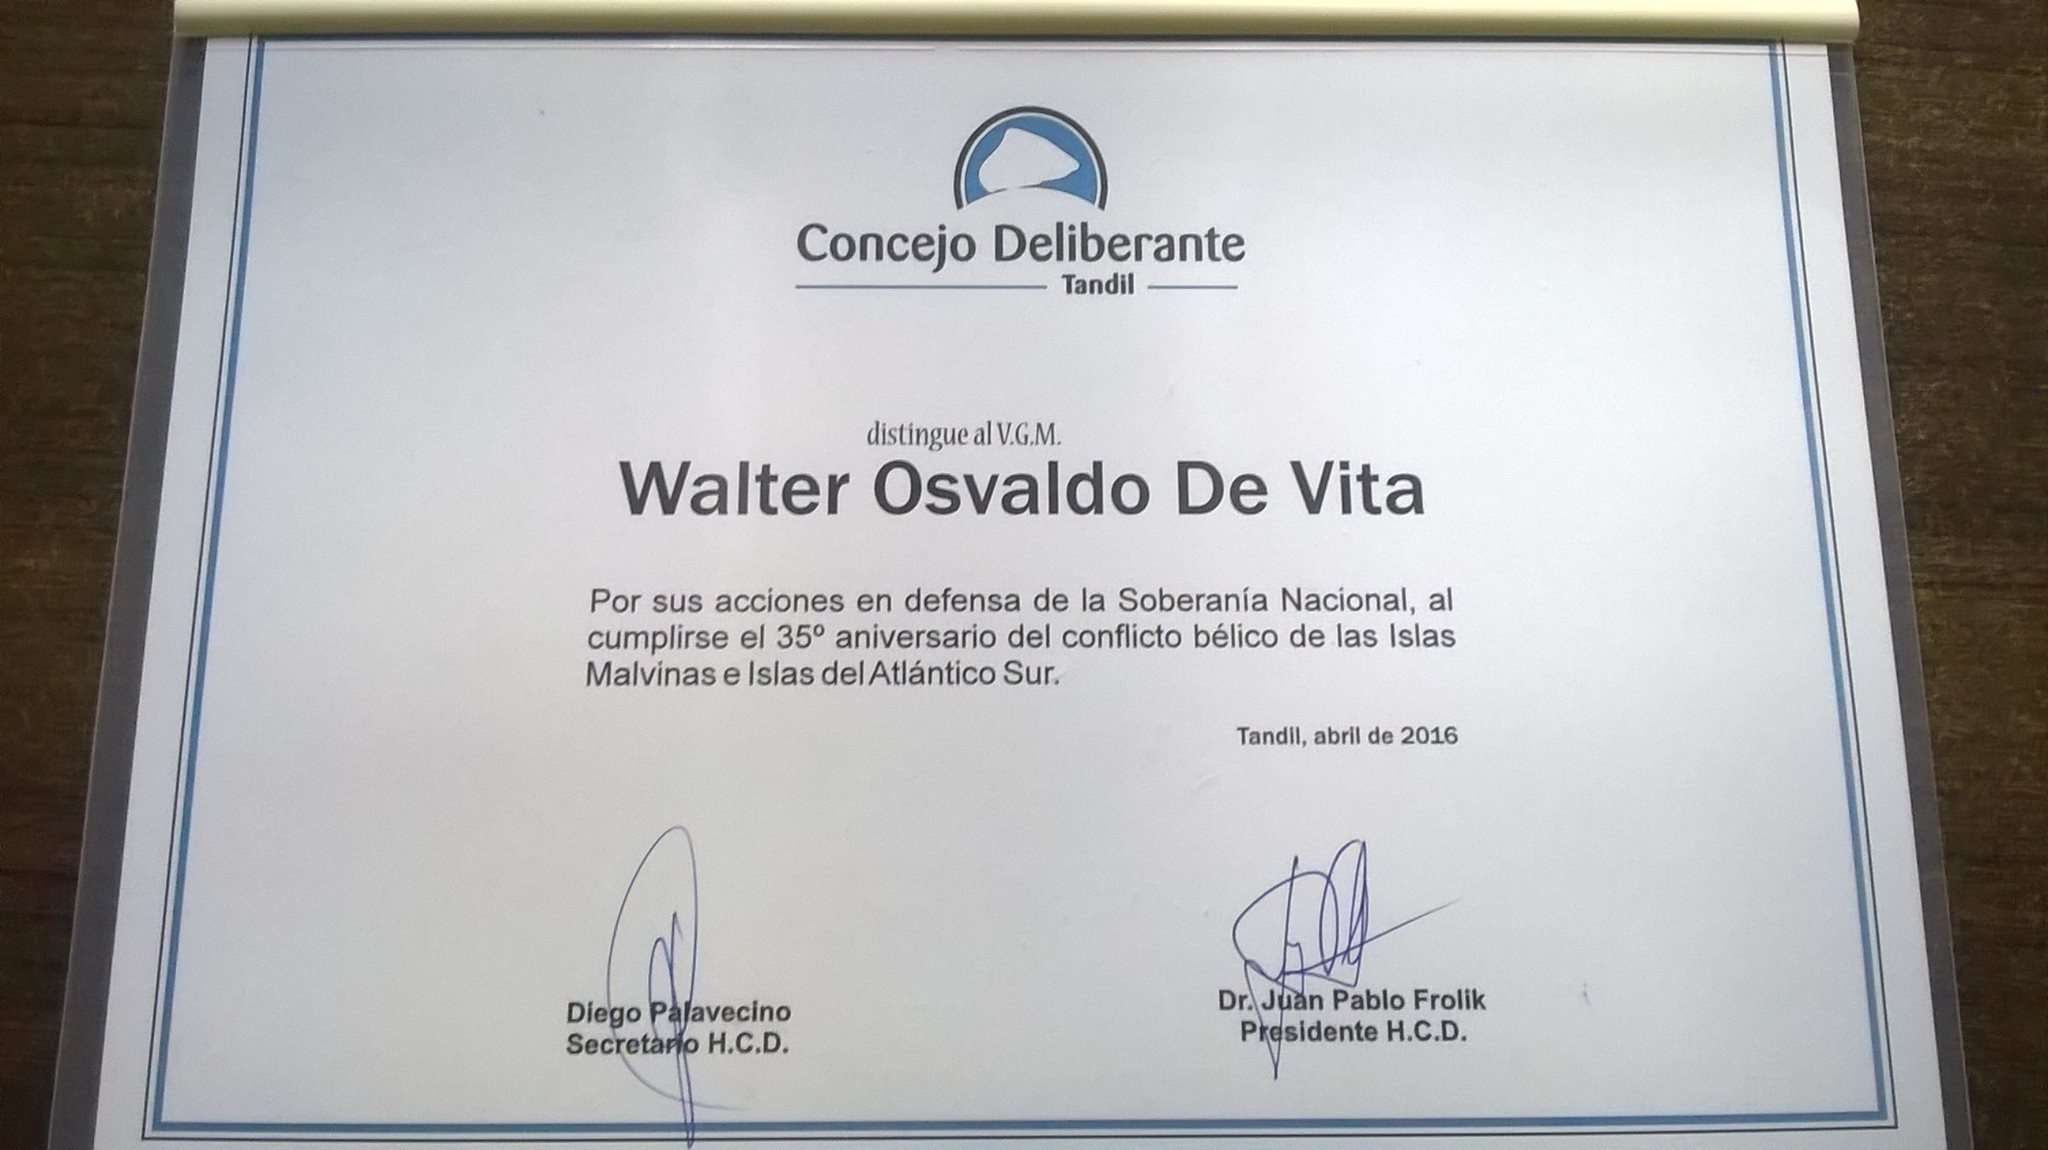 Concejo Deliberante
Tandil
distingue al V.G.M.
Walter Osvaldo De Vita
Por sus acciones en defensa de la Soberanía Nacional, al
cumplirse el 35º aniversario del conflicto bélico de las Islas
Malvinas e Islas del Atlántico Sur.
Tandil, abril de 2016
Diego Palavecino
Secretario H.C.D.
Dr. Juan Pablo Frolik
Presidente H.C.D.